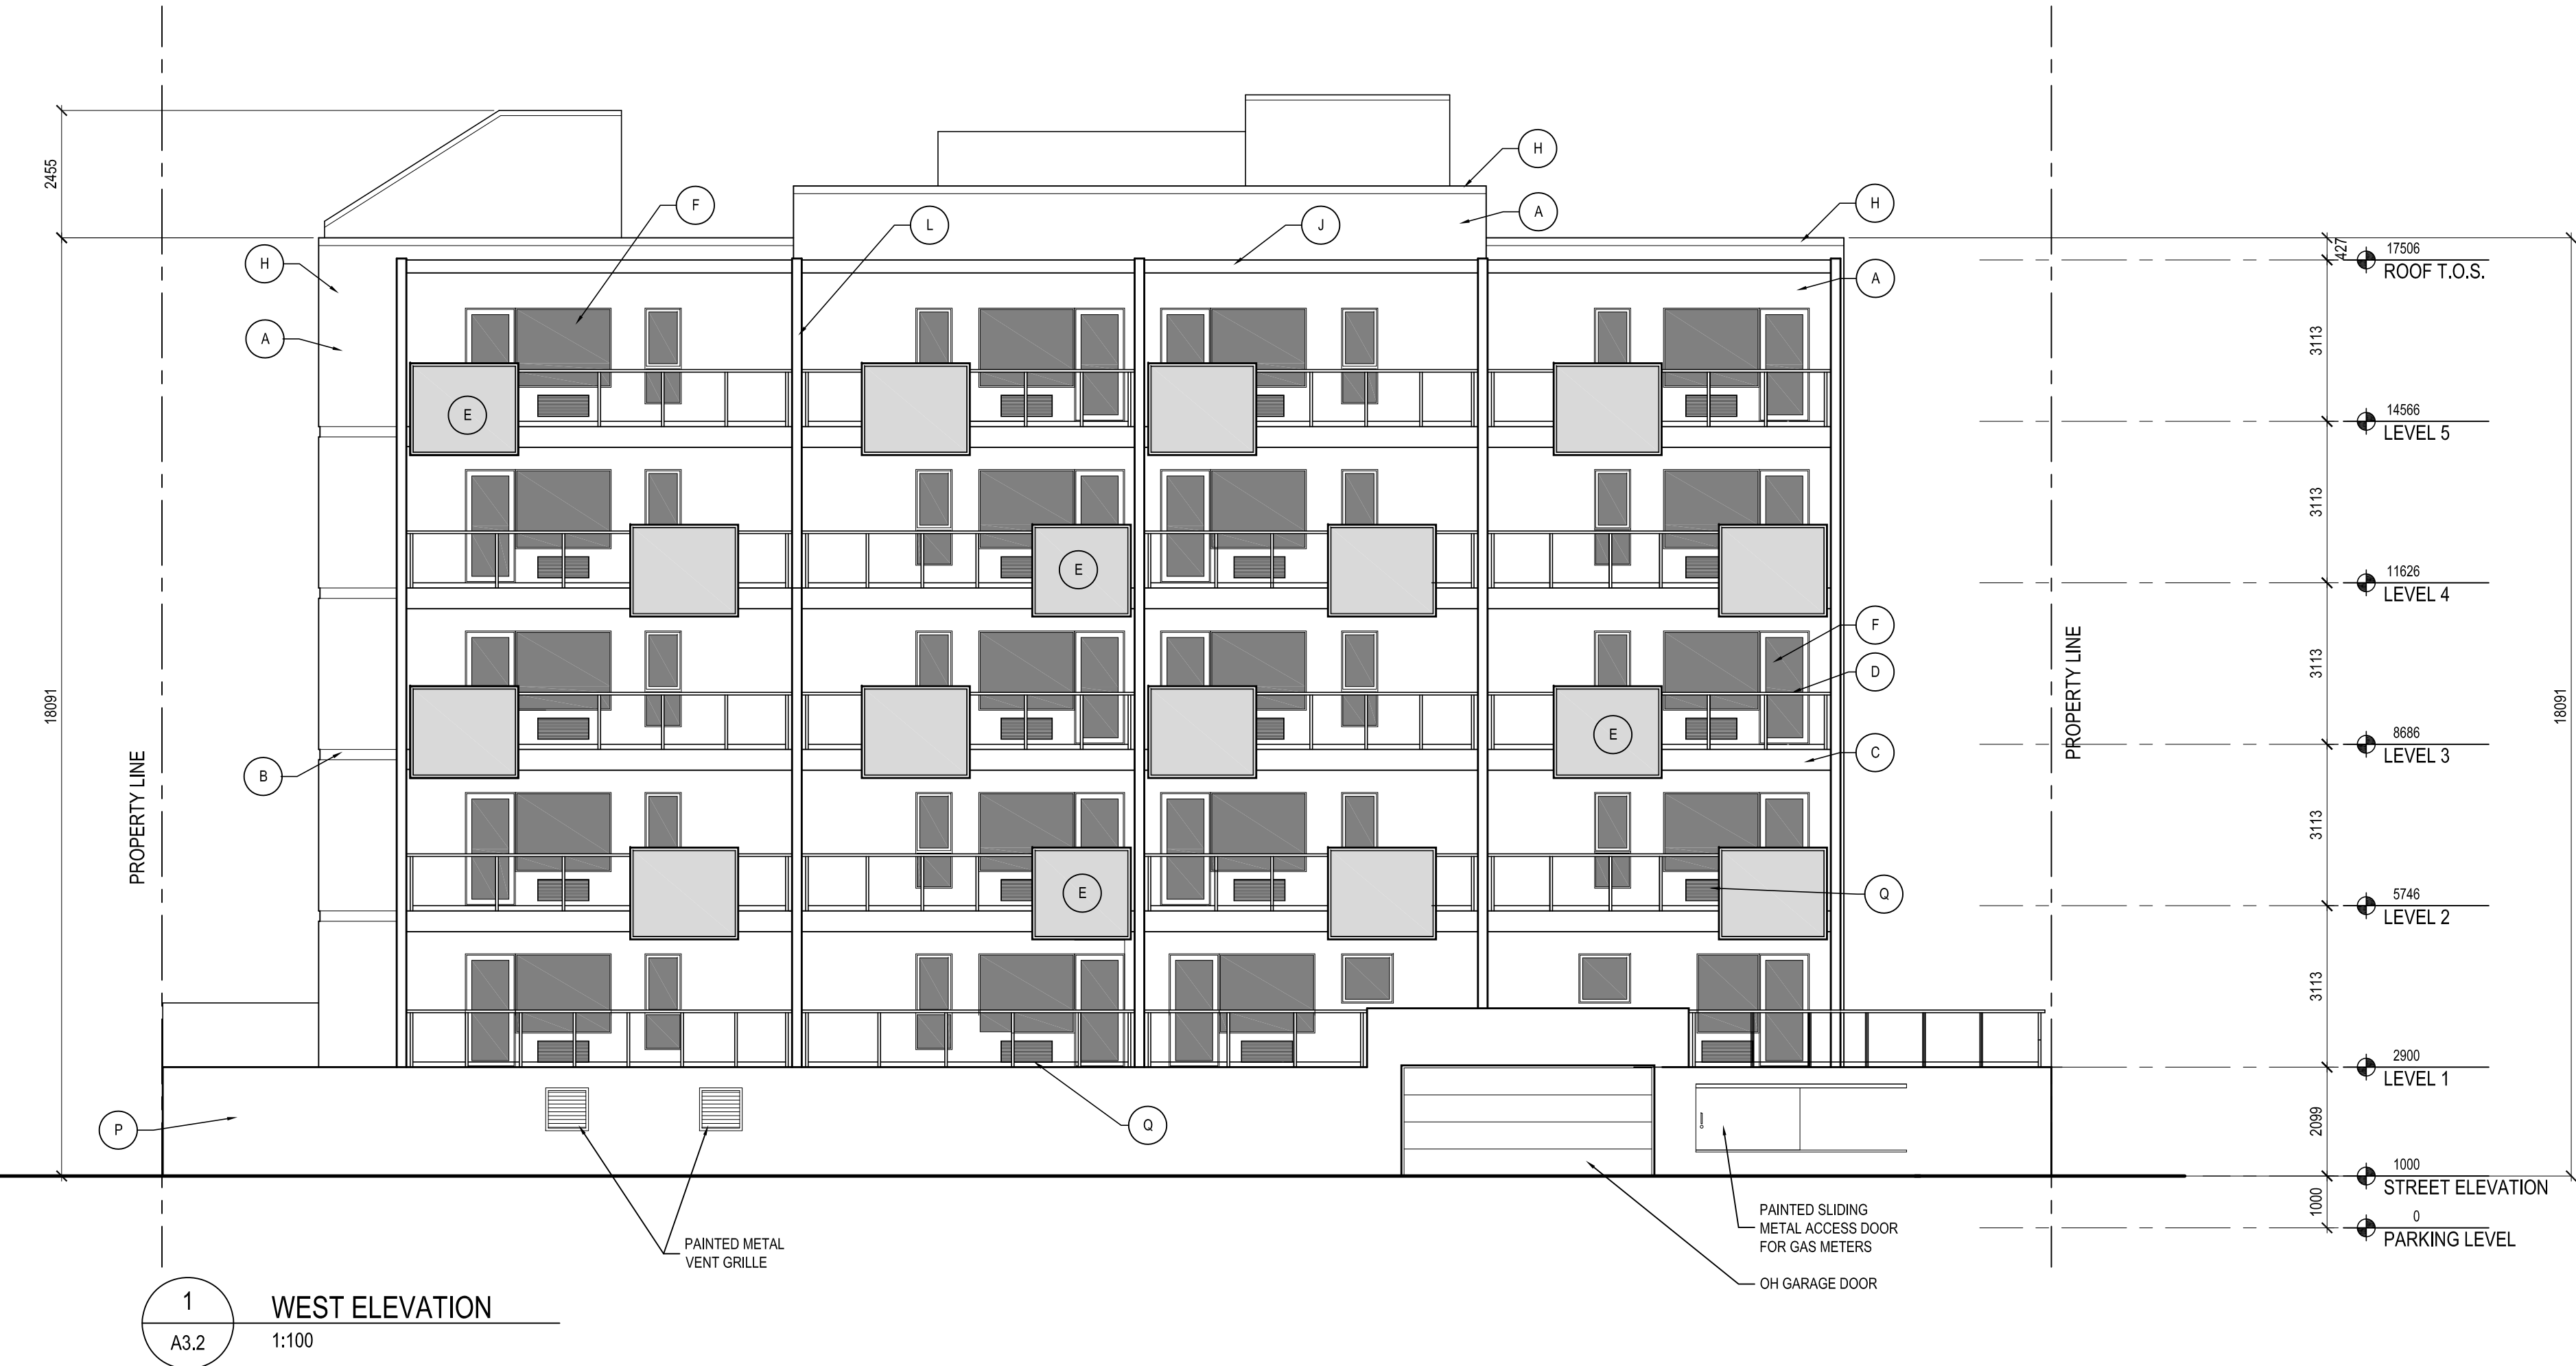 H
F
L
J
A
H
H
A
A
E
E
F
D
E
C
B
E
Q
P
Q
2455
18091
PROPERTY LINE
PROPERTY LINE
427
17506
ROOF T.O.S.
3113
14566
LEVEL 5
3113
11626
LEVEL 4
3113
8686
LEVEL 3
3113
5746
LEVEL 2
3113
2900
LEVEL 1
2099
1000
STREET ELEVATION
1000
0
PARKING LEVEL
18091
PAINTED METAL
VENT GRILLE
PAINTED SLIDING
METAL ACCESS DOOR
FOR GAS METERS
OH GARAGE DOOR
1
A3.2
WEST ELEVATION
1:100